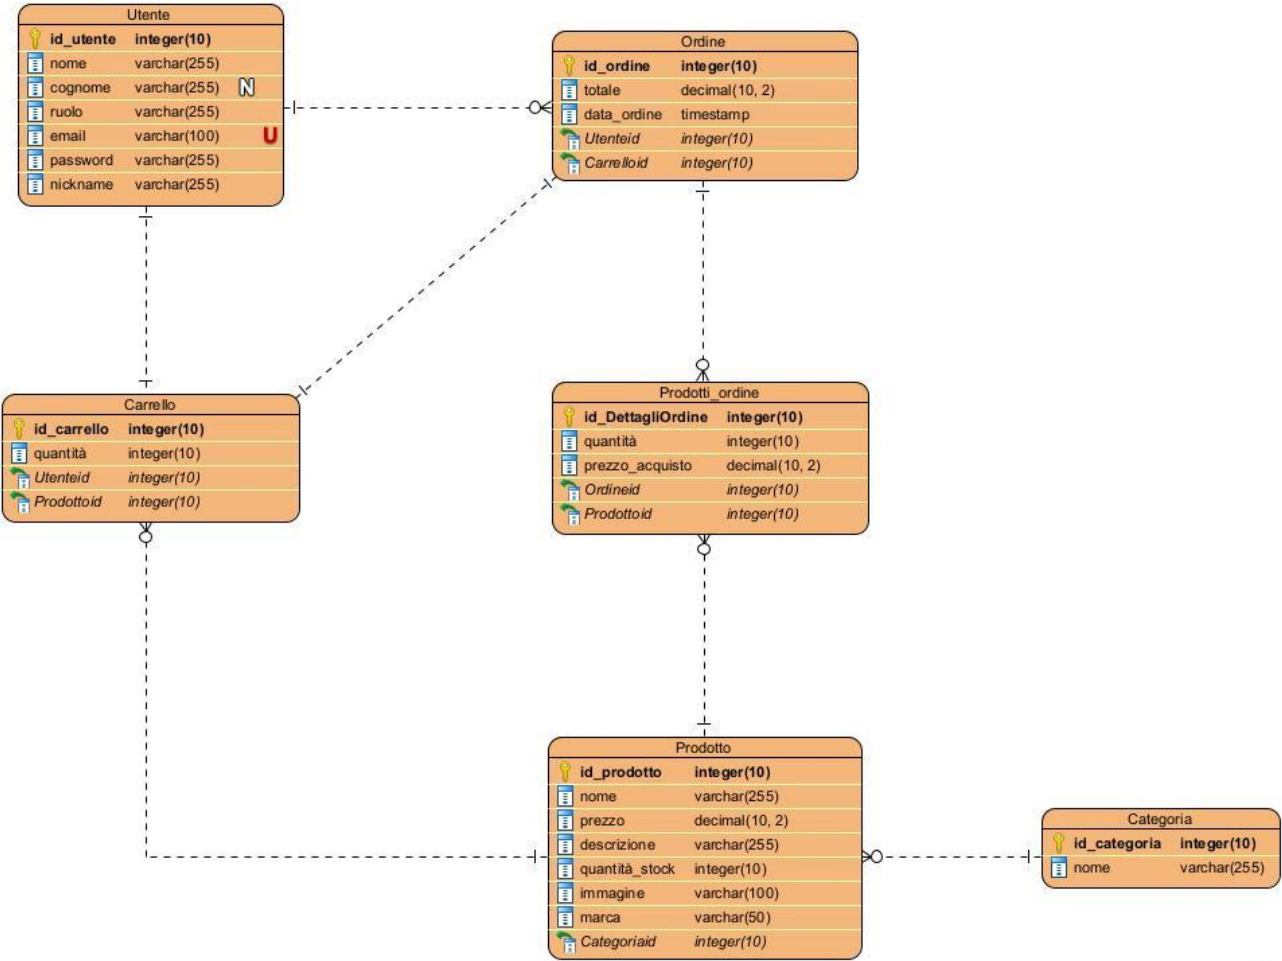 Utente
id_utente integer(10)
nome varchar(255)
cognome varchar(255) N
ruolo varchar(255)
email varchar(100) U
password varchar(255)
nickname varchar(255)
Ordine
id_ordine integer(10)
totale decimal(10, 2)
data_ordine timestamp
Utenteid integer(10)
Carrelloid integer(10)
Carrello
id_carrello integer(10)
quantità integer(10)
Utenteid integer(10)
Prodottoid integer(10)
Prodotti_ordine
id_DettagliOrdine integer(10)
quantità integer(10)
prezzo_acquisto decimal(10, 2)
Ordineid integer(10)
Prodottoid integer(10)
Prodotto
id_prodotto integer(10)
nome varchar(255)
prezzo decimal(10, 2)
descrizione varchar(255)
quantità_stock integer(10)
immagine varchar(100)
marca varchar(50)
Categoriaid integer(10)
Categoria
id_categoria integer(10)
nome varchar(255)